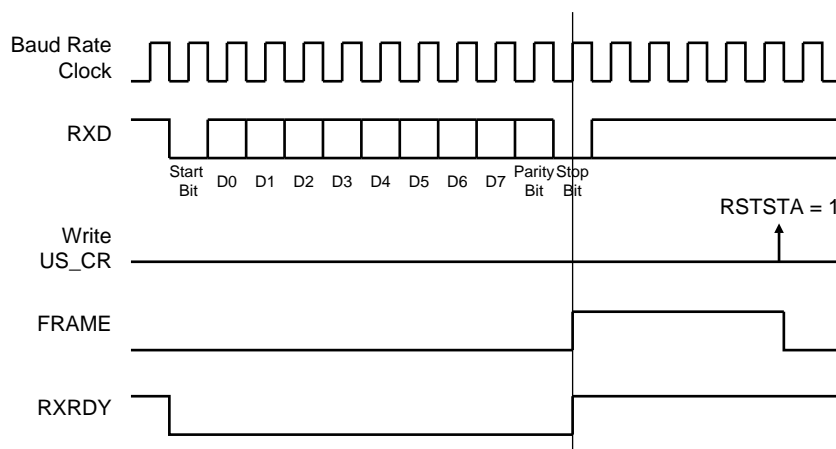 Baud Rate
Clock
RXD
Start
Bit
D0
D1
D2
D3
D4
D5
D6
D7
Parity
Bit
Stop
Bit
RSTSTA = 1
Write
US_CR
FRAME
RXRDY